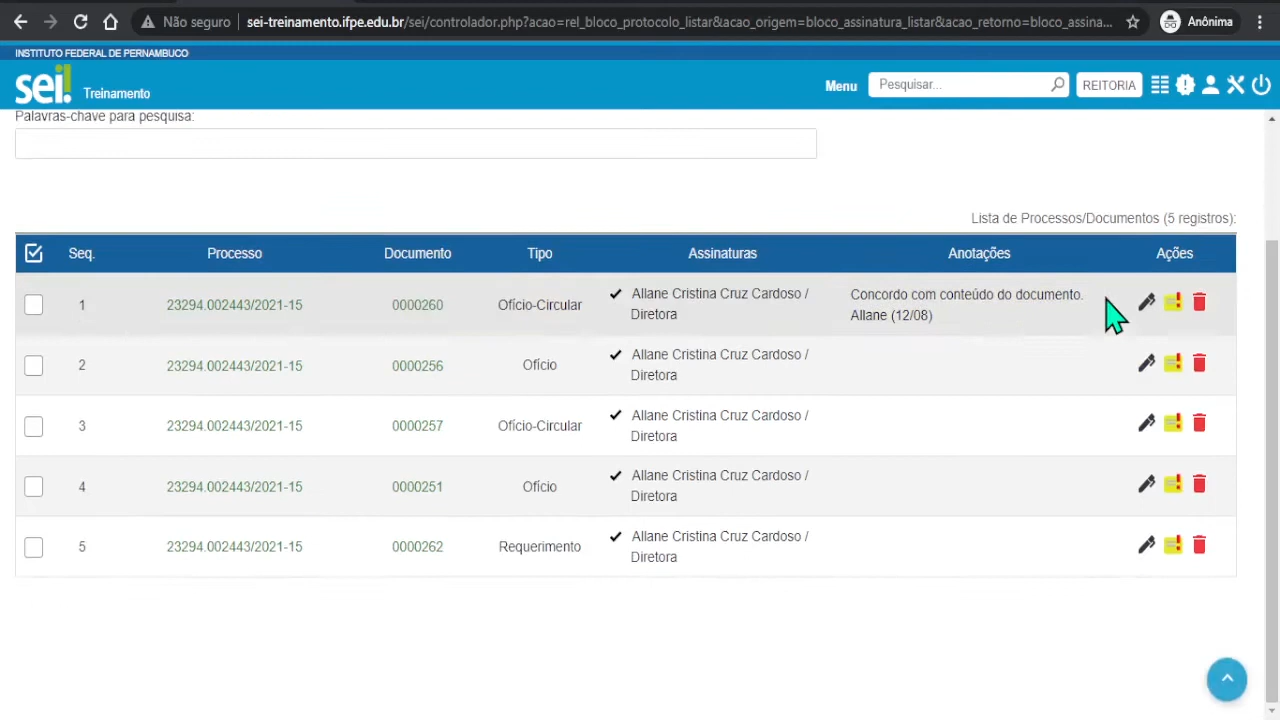 Não seguro
sei-treinamento.ifpe.edu.br/sei/controlador.php?acao=rel_bloco_protocolo_listar&acao_origem=bloco_assinatura_listar&acao_retorno=bloco_assina...
Anônima
INSTITUTO FEDERAL DE PERNAMBUCO
sei!
Treinamento
Menu
Pesquisar...
REITORIA
Palavras-chave para pesquisa:
Lista de Processos/Documentos (5 registros):
Seq. Processo Documento Tipo Assinaturas Anotações Ações
1 23294.002443/2021-15 0000260 Ofício-Circular Allane Cristina Cruz Cardoso / Concordo com conteúdo do documento.
Diretora Allane (12/08)
2 23294.002443/2021-15 0000256 Ofício Allane Cristina Cruz Cardoso /
Diretora
3 23294.002443/2021-15 0000257 Ofício-Circular Allane Cristina Cruz Cardoso /
Diretora
4 23294.002443/2021-15 0000251 Ofício Allane Cristina Cruz Cardoso /
Diretora
5 23294.002443/2021-15 0000262 Requerimento Allane Cristina Cruz Cardoso /
Diretora